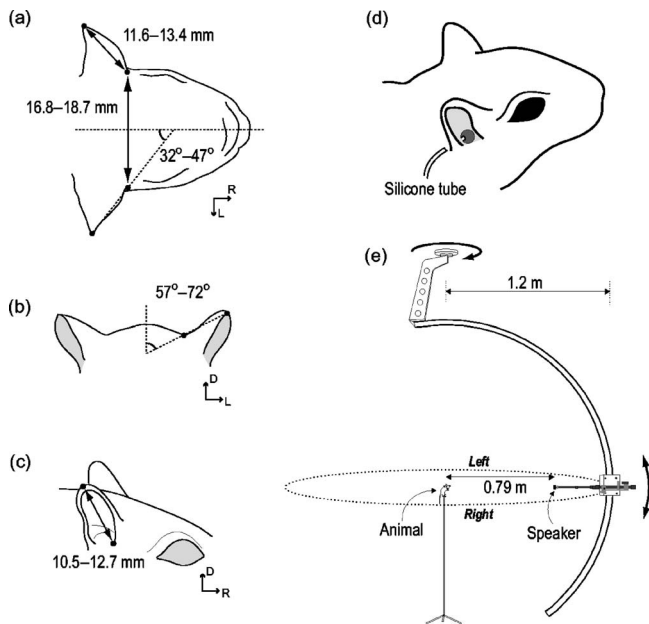 (a)
11.6–13.4 mm
16.8–18.7 mm
32°–47°
R
L
(b)
57°–72°
D
L
(c)
10.5–12.7 mm
D
R
(d)
Silicone tube
(e)
1.2 m
Left
0.79 m
Right
Animal
Speaker